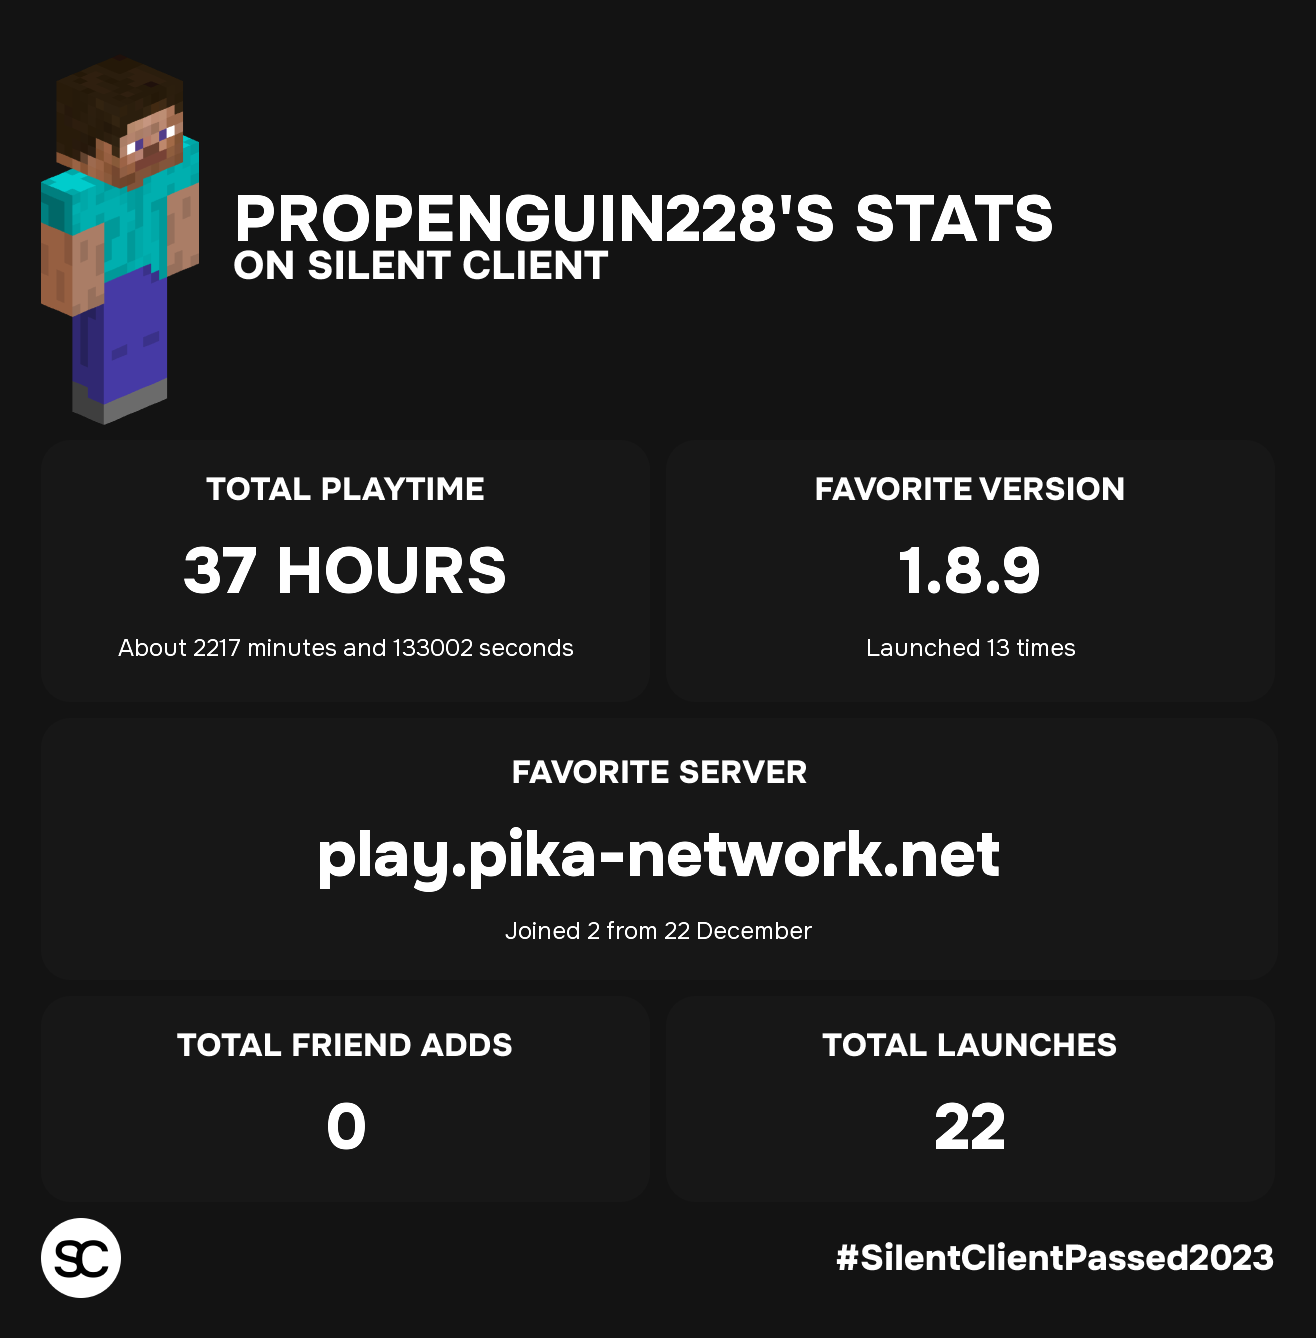 PROPENGUIN228'S STATS
ON SILENT CLIENT
TOTAL PLAYTIME
37 HOURS
About 2217 minutes and 133002 seconds
FAVORITE VERSION
1.8.9
Launched 13 times
FAVORITE SERVER
play.pika-network.net
Joined 2 from 22 December
TOTAL FRIEND ADDS
0
TOTAL LAUNCHES
22
SC
#SilentClientPassed2023